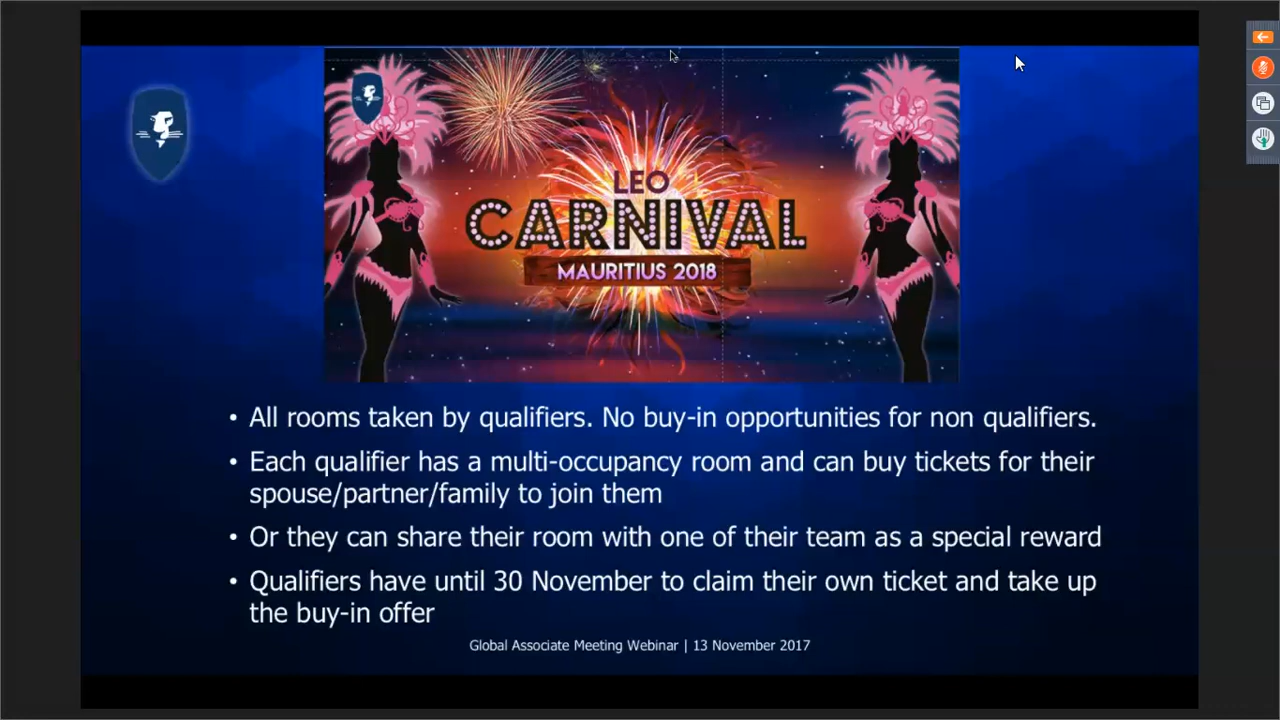 LEO
CARNIVAL
MAURITIUS 2018
• All rooms taken by qualifiers. No buy-in opportunities for non qualifiers.
• Each qualifier has a multi-occupancy room and can buy tickets for their
spouse/partner/family to join them
• Or they can share their room with one of their team as a special reward
• Qualifiers have until 30 November to claim their own ticket and take up
the buy-in offer
Global Associate Meeting Webinar | 13 November 2017